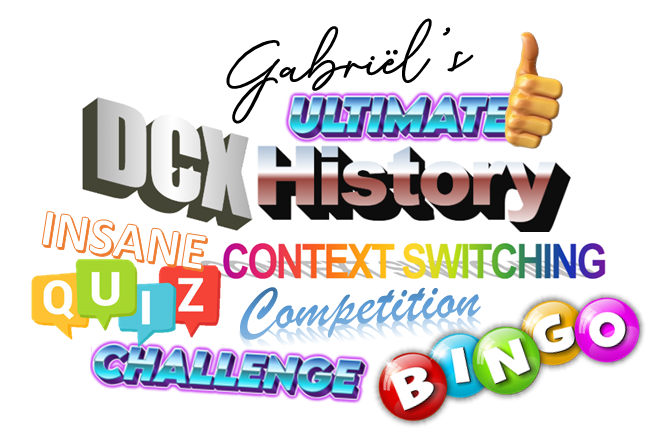 Gabriël's
ULTIMATE
DCX History
INSANE
CONTEXT SWITCHING
QUIZ
Competition
CHALLENGE
BINGO